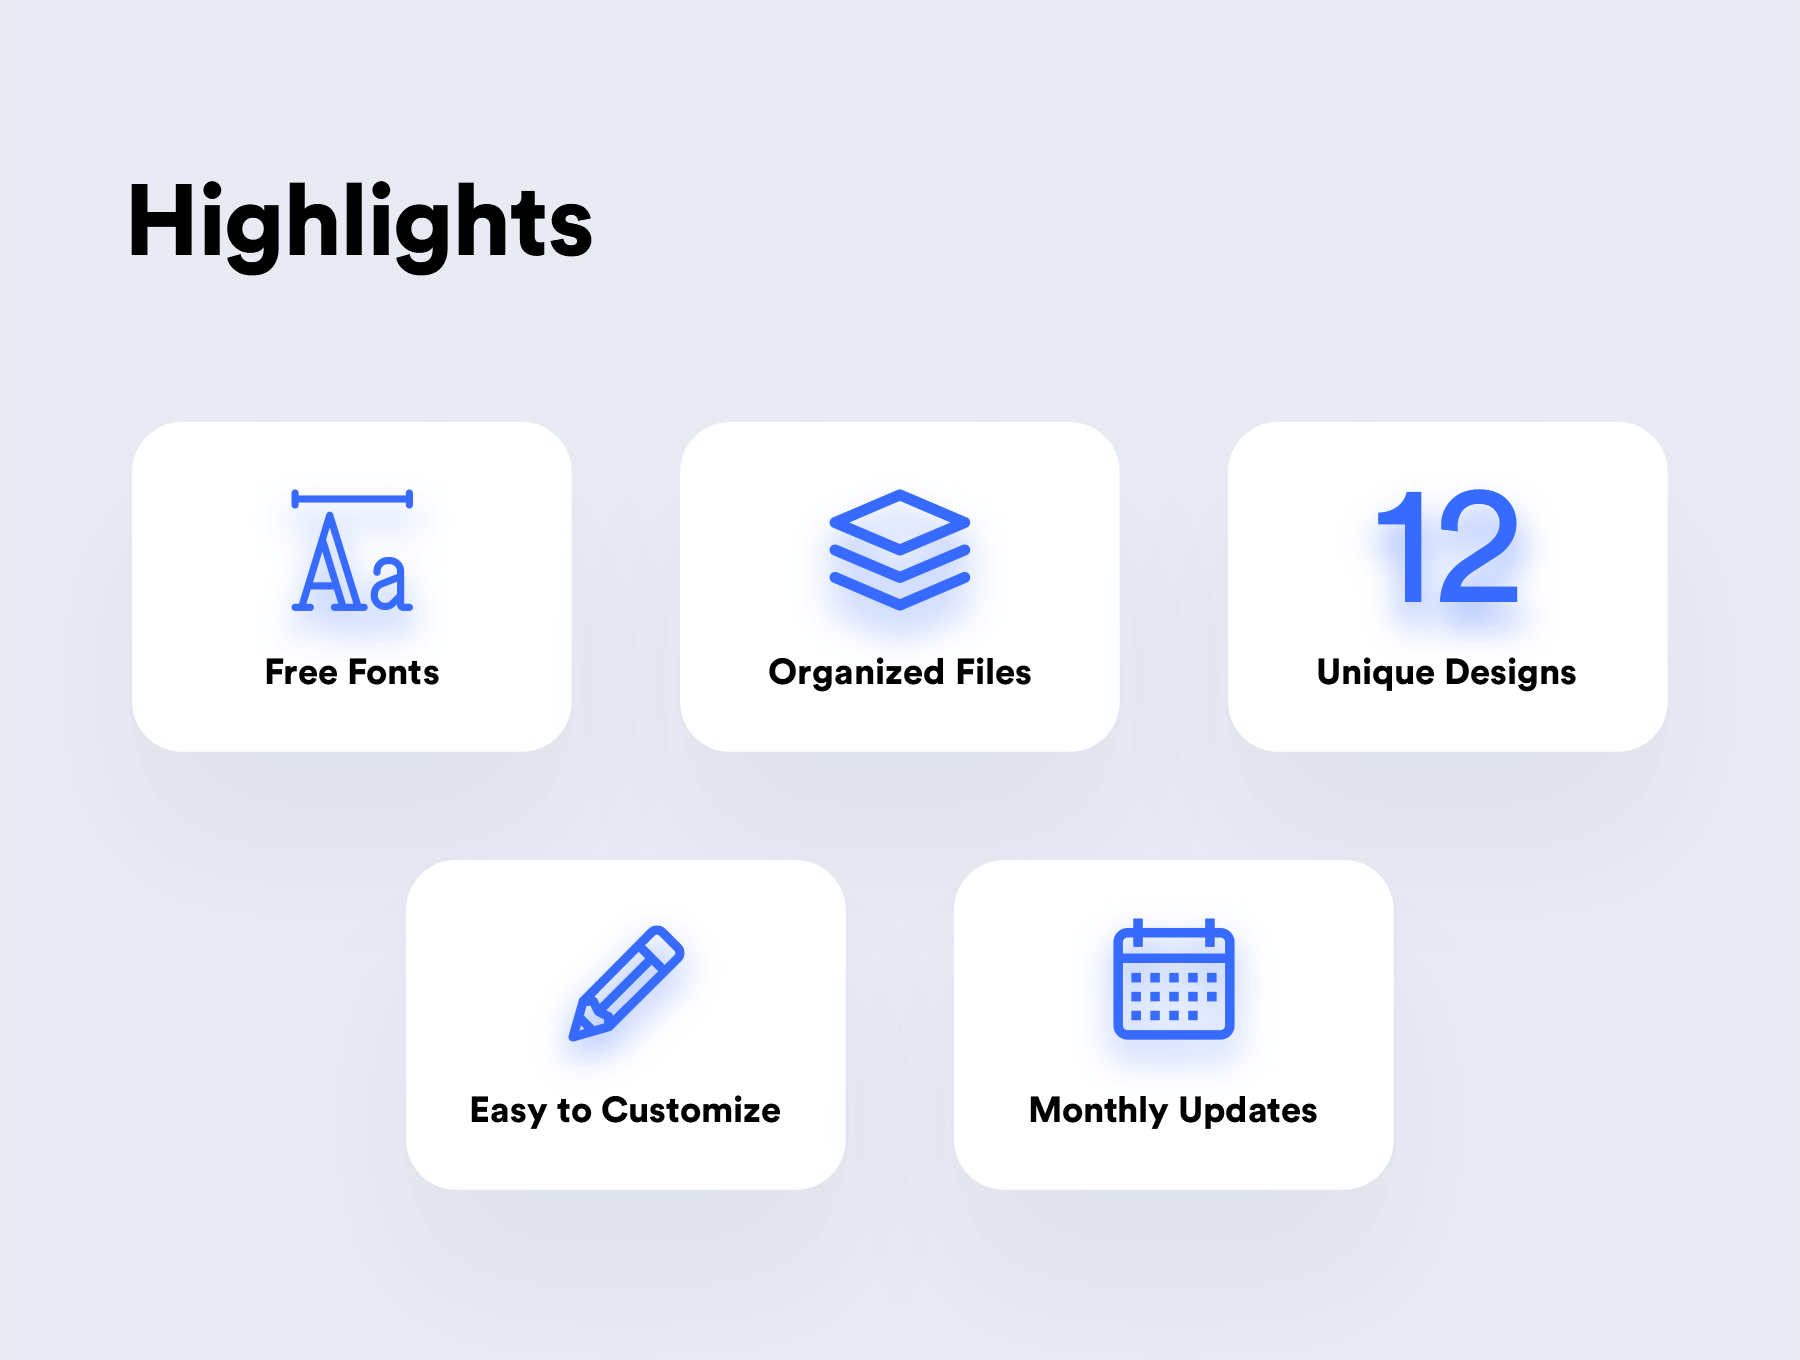 Highlights
Aa
12
Free Fonts
Organized Files
Unique Designs
Easy to Customize
Monthly Updates